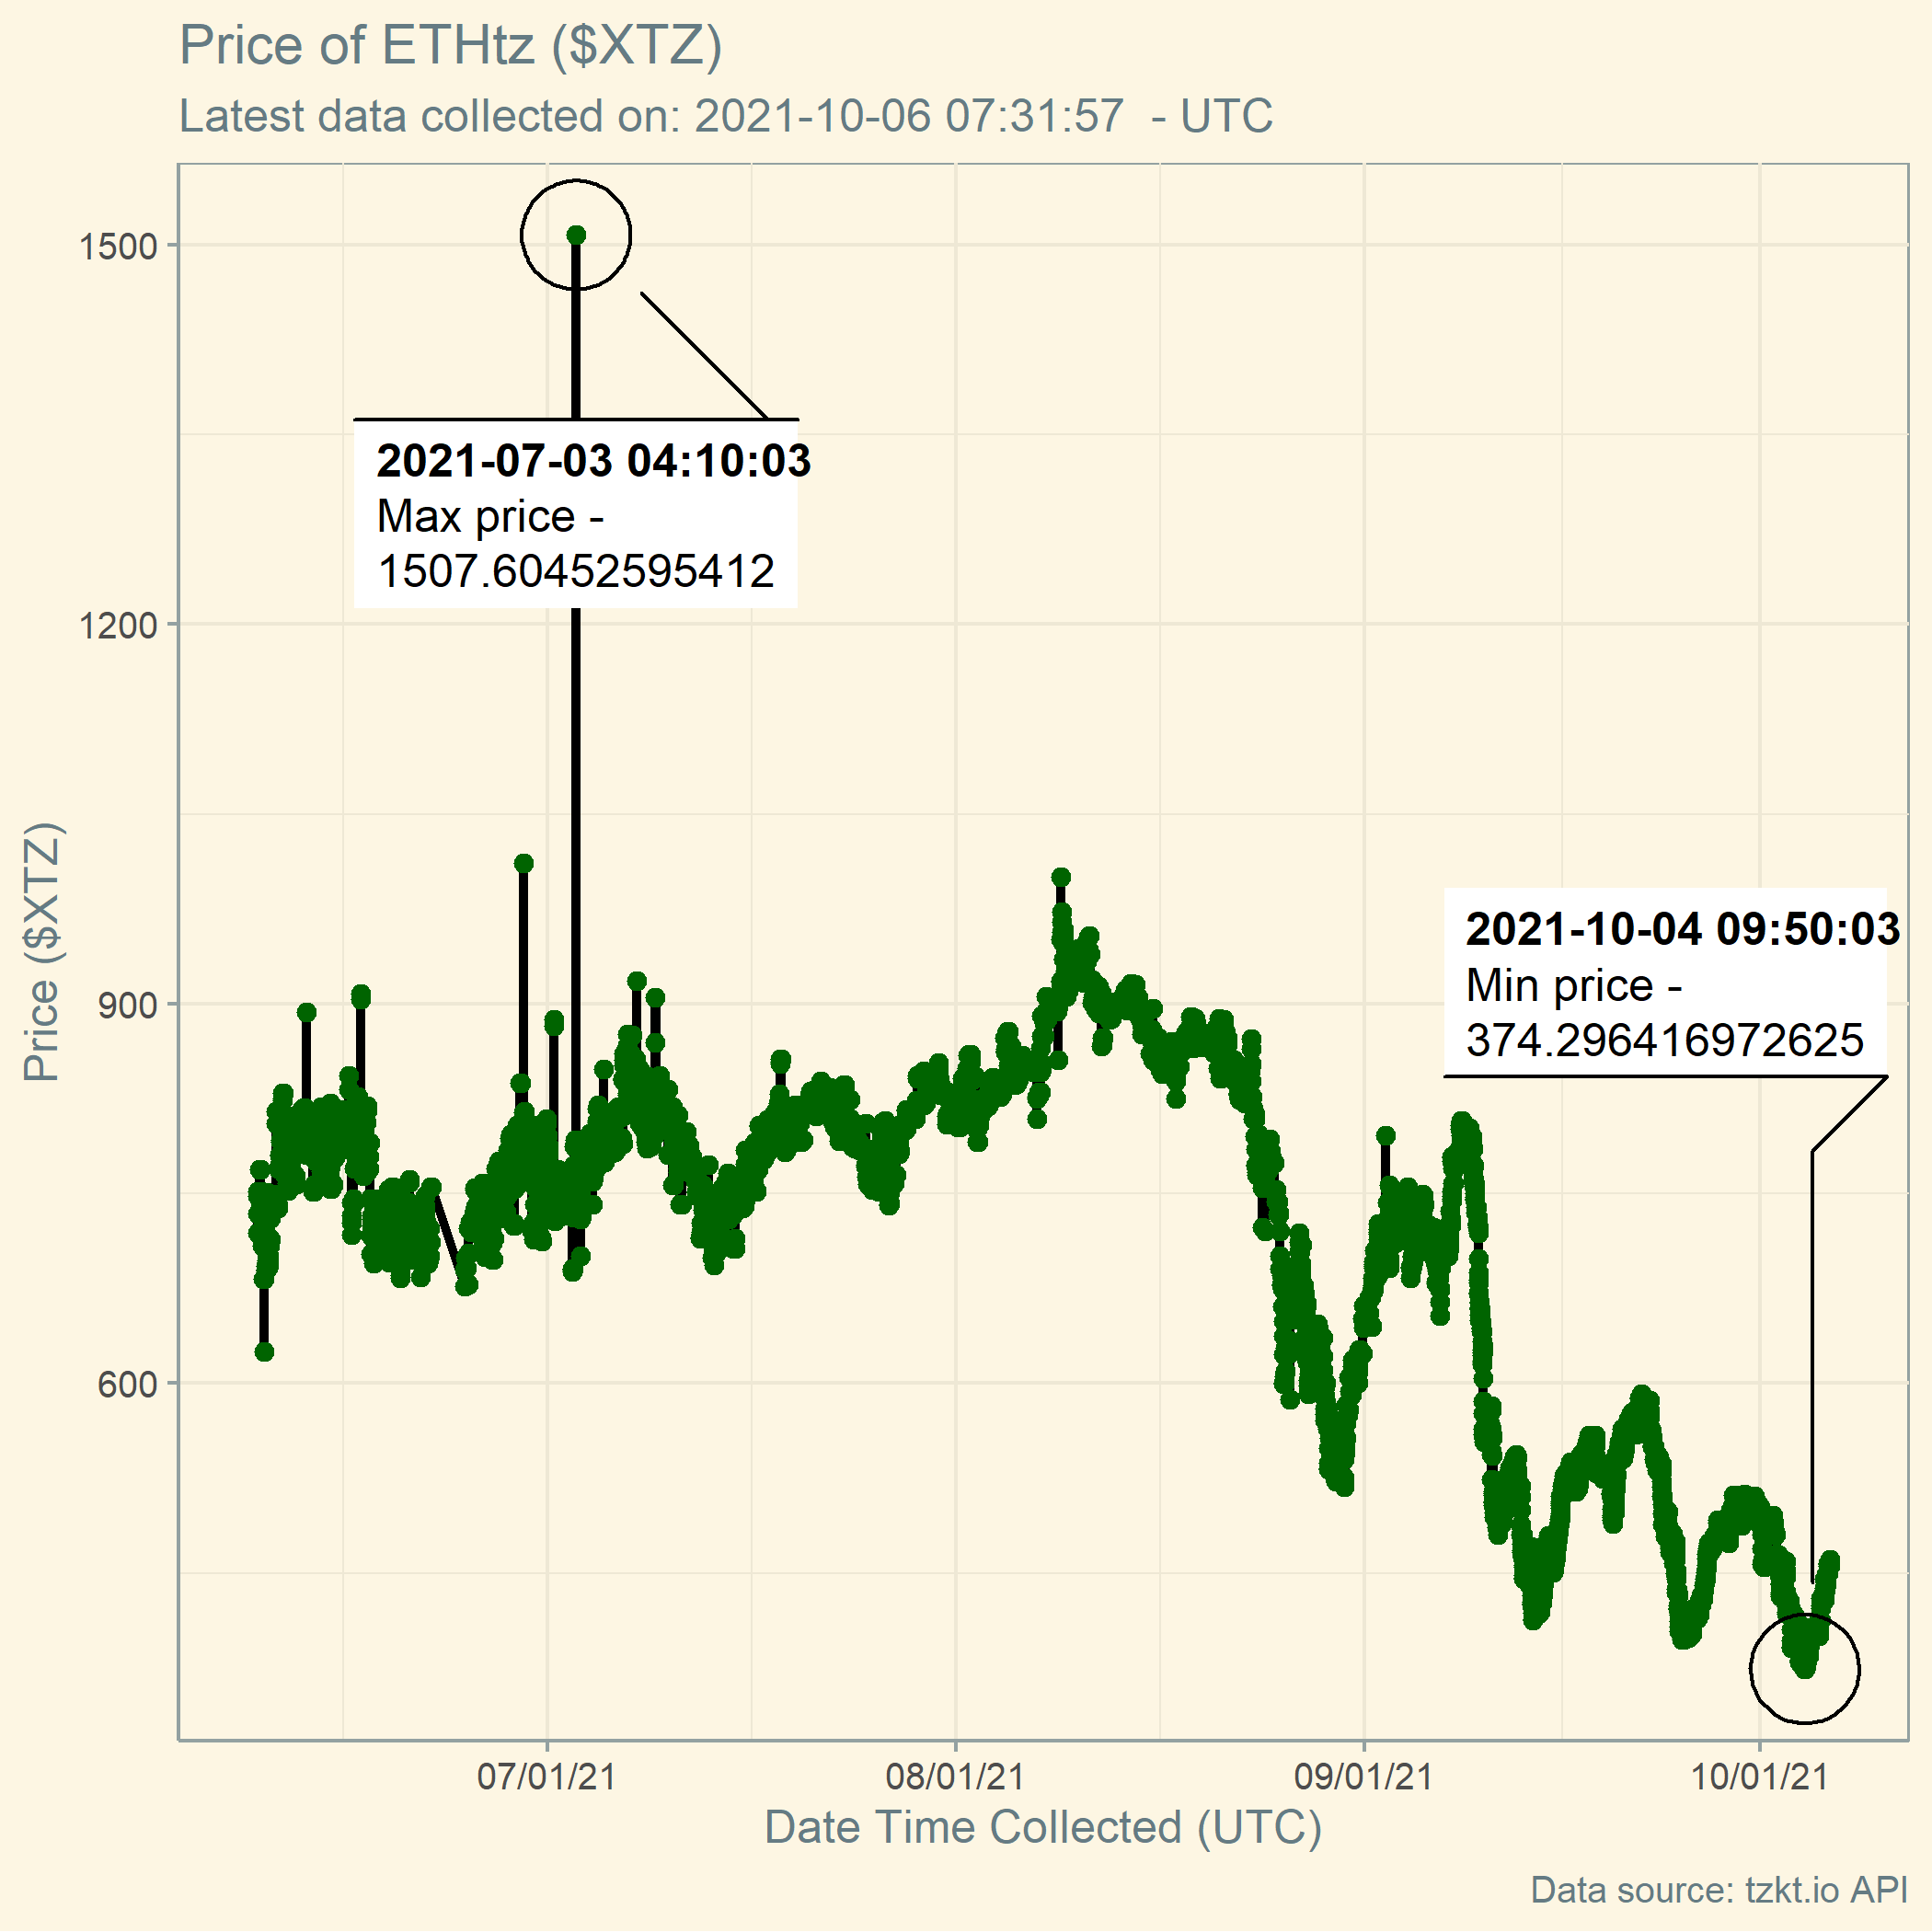 Price of ETHtz ($XTZ)
Latest data collected on: 2021-10-06 07:31:57  - UTC
1500
1200
900
600
Price ($XTZ)
2021-07-03 04:10:03
Max price -
1507.60452595412
2021-10-04 09:50:03
Min price -
374.296416972625
07/01/21
08/01/21
09/01/21
10/01/21
Date Time Collected (UTC)
Data source: tzkt.io API